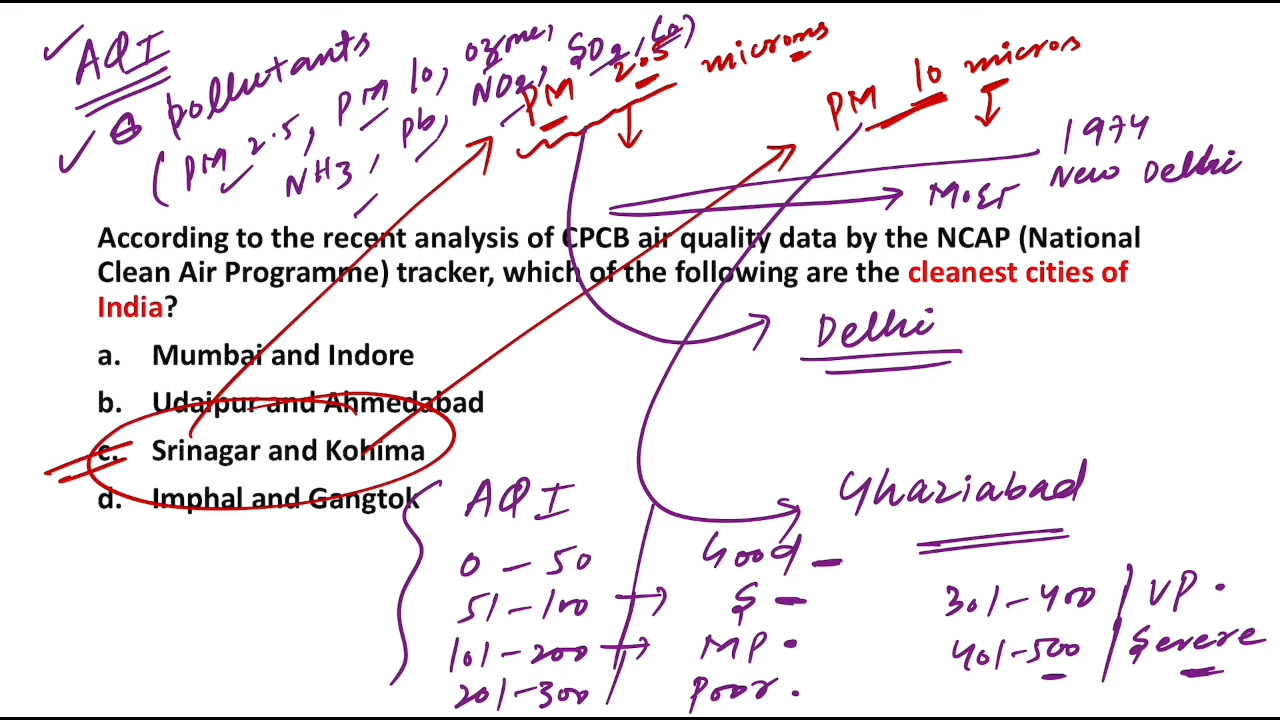 ✓ AQI
✓ 8 pollutants
(PM 2.5, PM 10, ozone,
NH3, Pb, NO2, SO2, CO)
PM 2.5 microns
PM 10 micros
1974
New Delhi
According to the recent analysis of CPCB air quality data by the NCAP (National
Clean Air Programme) tracker, which of the following are the cleanest cities of
India?
Delhi
a. Mumbai and Indore
b. Udaipur and Ahmedabad
c. Srinagar and Kohima
d. Imphal and Gangtok
Ghaziabad
AQI
0 – 50 Good
51 – 100 → S
101 – 200 → MP
201 – 300 Poor
301 – 400 / VP
401 – 500 / Severe